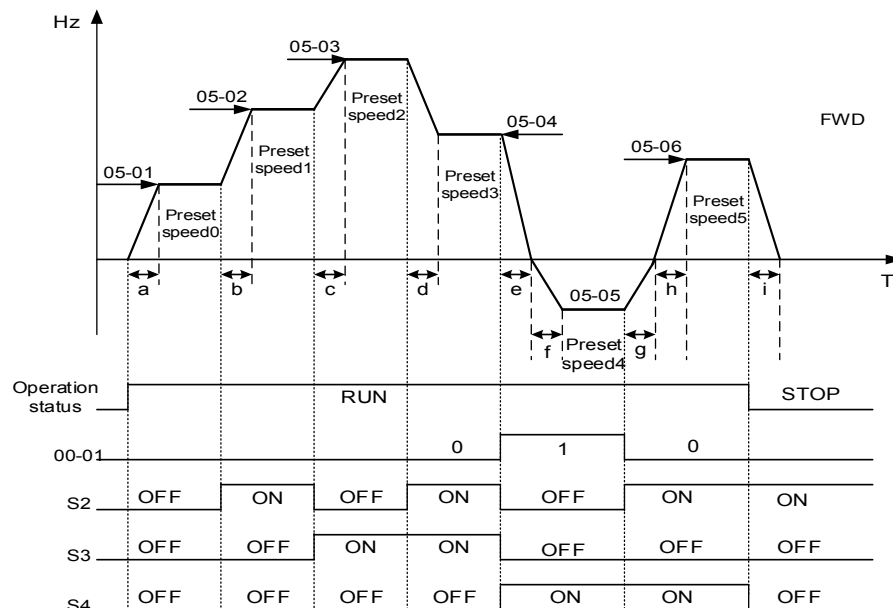 Hz
05-03
05-02
Preset
speed2
05-04
FWD
05-06
05-01
Preset
speed1
Preset
speed3
Preset
speed0
Preset
speed5
T
a b c d e h i
05-05
f Preset g
speed4
Operation
status
RUN STOP
00-01 0 1 0
S2 OFF ON OFF ON OFF ON ON
S3 OFF OFF ON ON OFF OFF OFF
S4 OFF OFF OFF OFF ON ON OFF